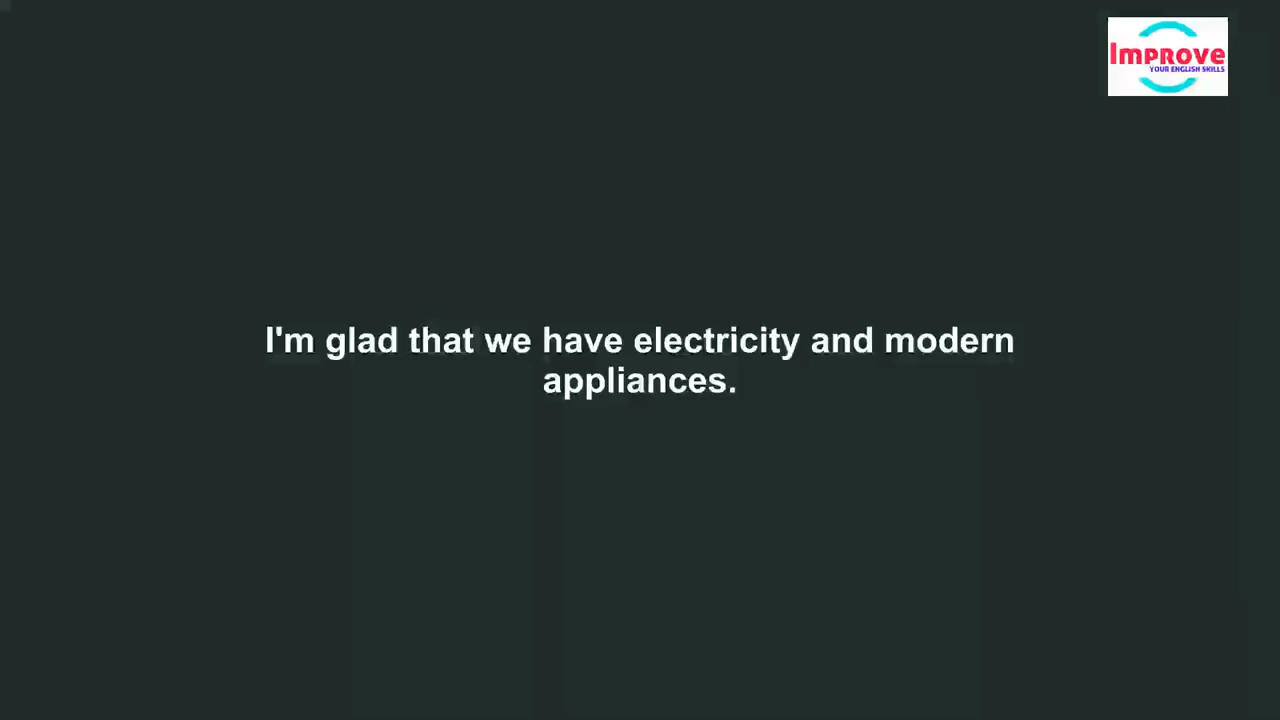 Improve
YOUR ENGLISH SKILLS
I'm glad that we have electricity and modern
appliances.